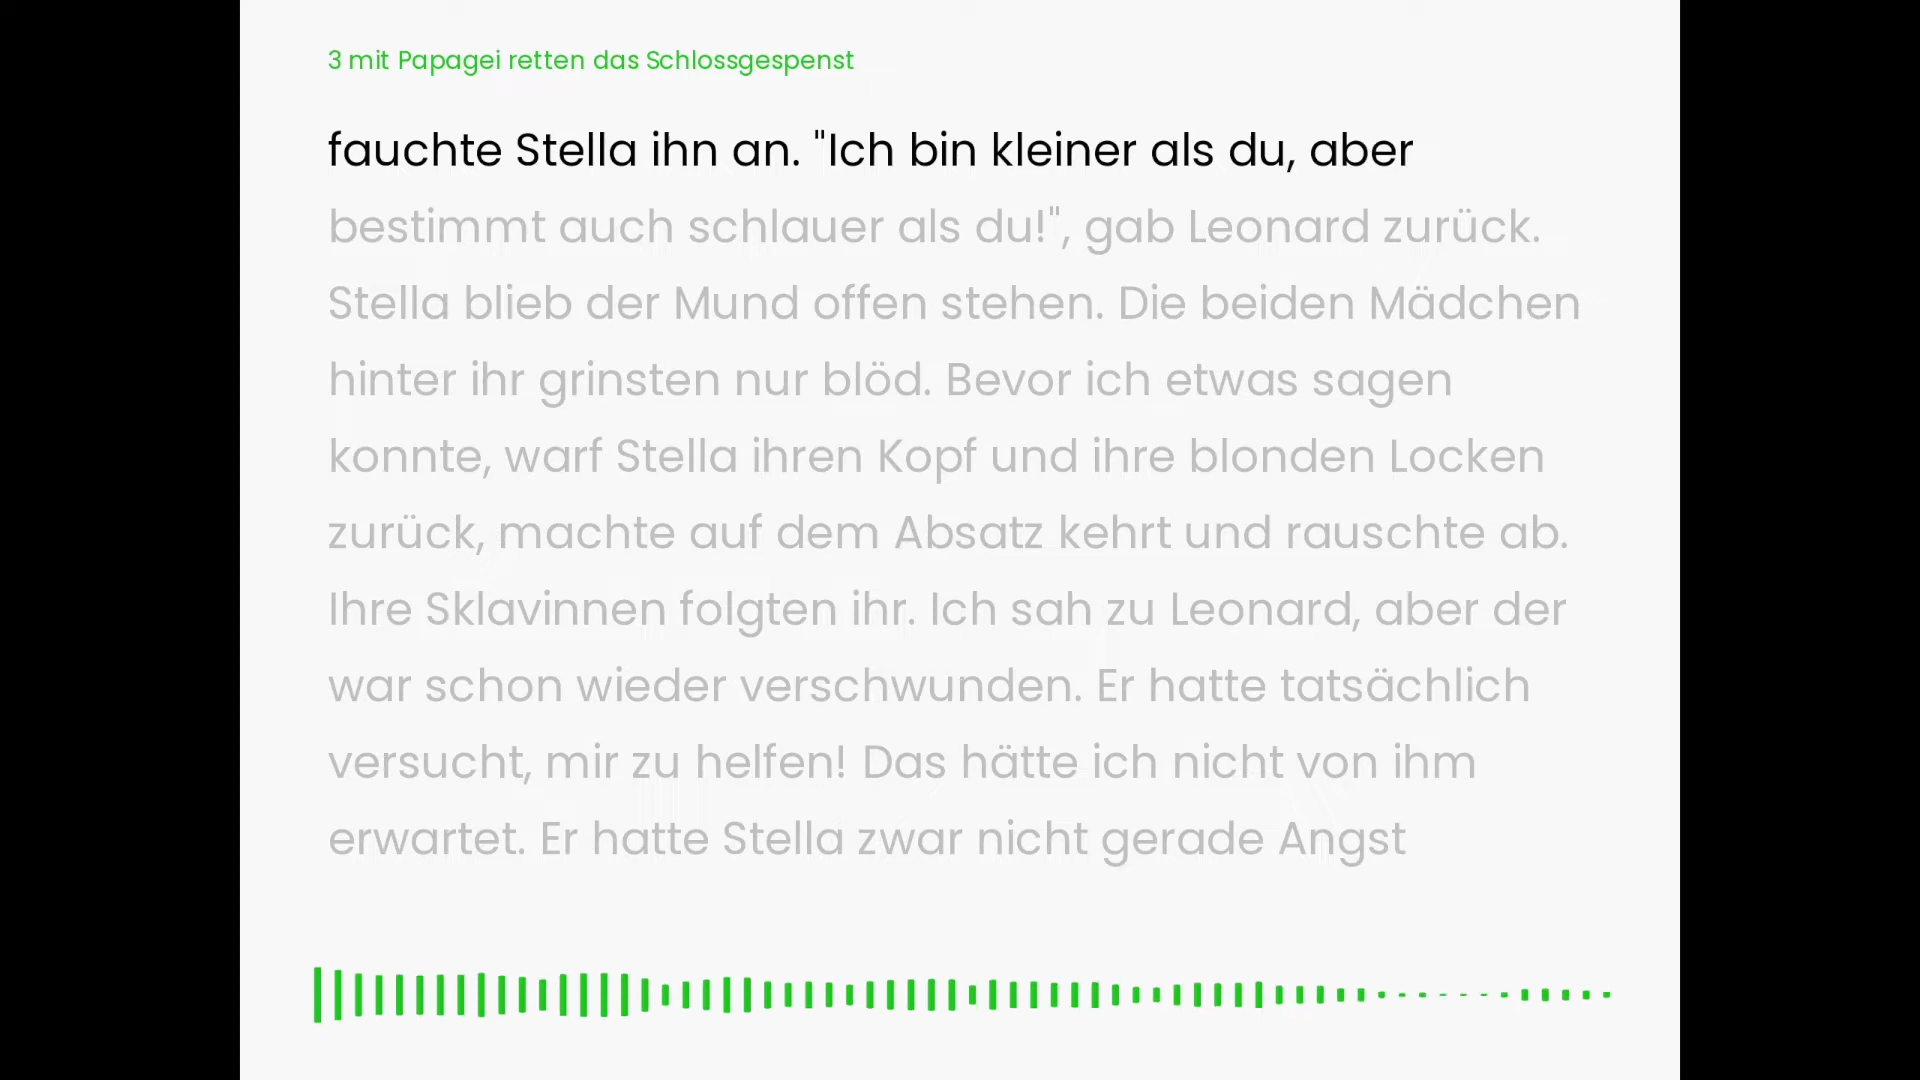 3 mit Papagei retten das Schlossgespenst
fauchte Stella ihn an. "Ich bin kleiner als du, aber
bestimmt auch schlauer als du!", gab Leonard zurück.
Stella blieb der Mund offen stehen. Die beiden Mädchen
hinter ihr grinsten nur blöd. Bevor ich etwas sagen
konnte, warf Stella ihren Kopf und ihre blonden Locken
zurück, machte auf dem Absatz kehrt und rauschte ab.
Ihre Sklavinnen folgten ihr. Ich sah zu Leonard, aber der
war schon wieder verschwunden. Er hatte tatsächlich
versucht, mir zu helfen! Das hätte ich nicht von ihm
erwartet. Er hatte Stella zwar nicht gerade Angst